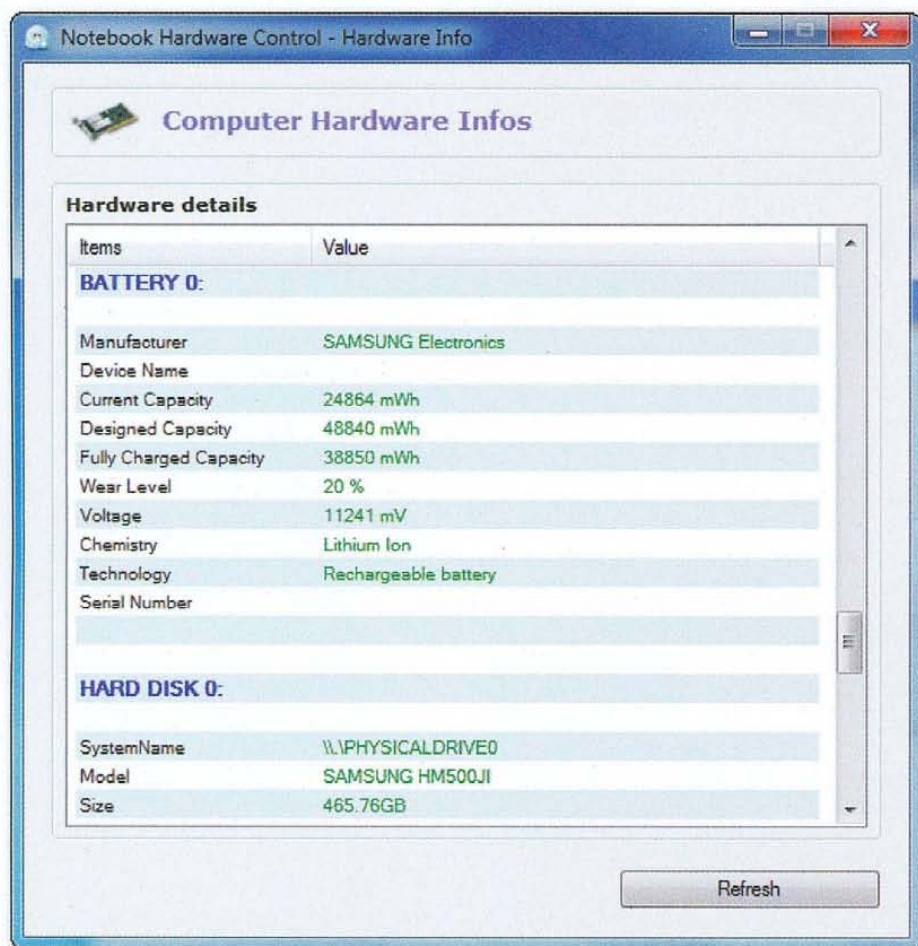 Notebook Hardware Control - Hardware Info
Computer Hardware Infos
Hardware details
Items Value
BATTERY 0:
Manufacturer SAMSUNG Electronics
Device Name
Current Capacity 24864 mWh
Designed Capacity 48840 mWh
Fully Charged Capacity 38850 mWh
Wear Level 20 %
Voltage 11241 mV
Chemistry Lithium Ion
Technology Rechargeable battery
Serial Number
HARD DISK 0:
SystemName \\.\PHYSICALDRIVE0
Model SAMSUNG HM500JI
Size 465.76GB
Refresh